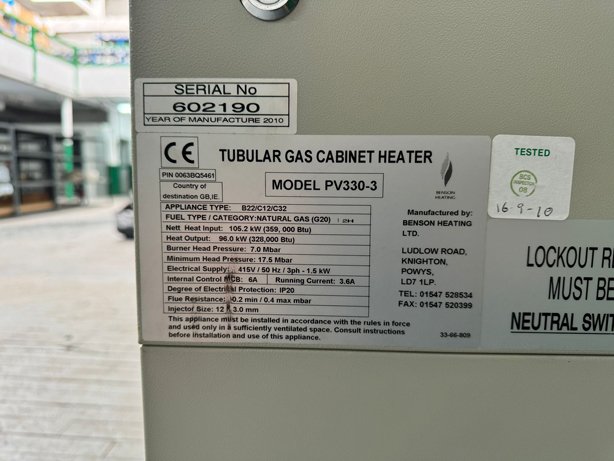 SERIAL No
602190
YEAR OF MANUFACTURE 2010
CE
TUBULAR GAS CABINET HEATER
PIN 0063BQ5461
Country of
destination GB,IE.
MODEL PV330-3
BENSON
HEATING
APPLIANCE TYPE: B22/C12/C32
FUEL TYPE / CATEGORY:NATURAL GAS (G20) I2H
Nett Heat Input: 105.2 kW (359, 000 Btu)
Heat Output: 96.0 kW (328,000 Btu)
Burner Head Pressure: 7.0 Mbar
Minimum Head Pressure: 17.5 Mbar
Electrical Supply: 415V / 50 Hz / 3ph - 1.5 kW
Internal Control MCB: 6A Running Current: 3.6A
Degree of Electrical Protection: IP20
Flue Resistance: 0.2 min / 0.4 max mbar
Injector Size: 12 3.0 mm
This appliance must be installed in accordance with the rules in force
and used only in a sufficiently ventilated space. Consult instructions
before installation and use of this appliance.
Manufactured by:
BENSON HEATING
LTD.
LUDLOW ROAD,
KNIGHTON,
POWYS,
LD7 1LP.
TEL: 01547 528534
FAX: 01547 520399
33-66-809
TESTED
SCS
08
16-9-10
LOCKOUT RE
MUST BE
NEUTRAL SWIT